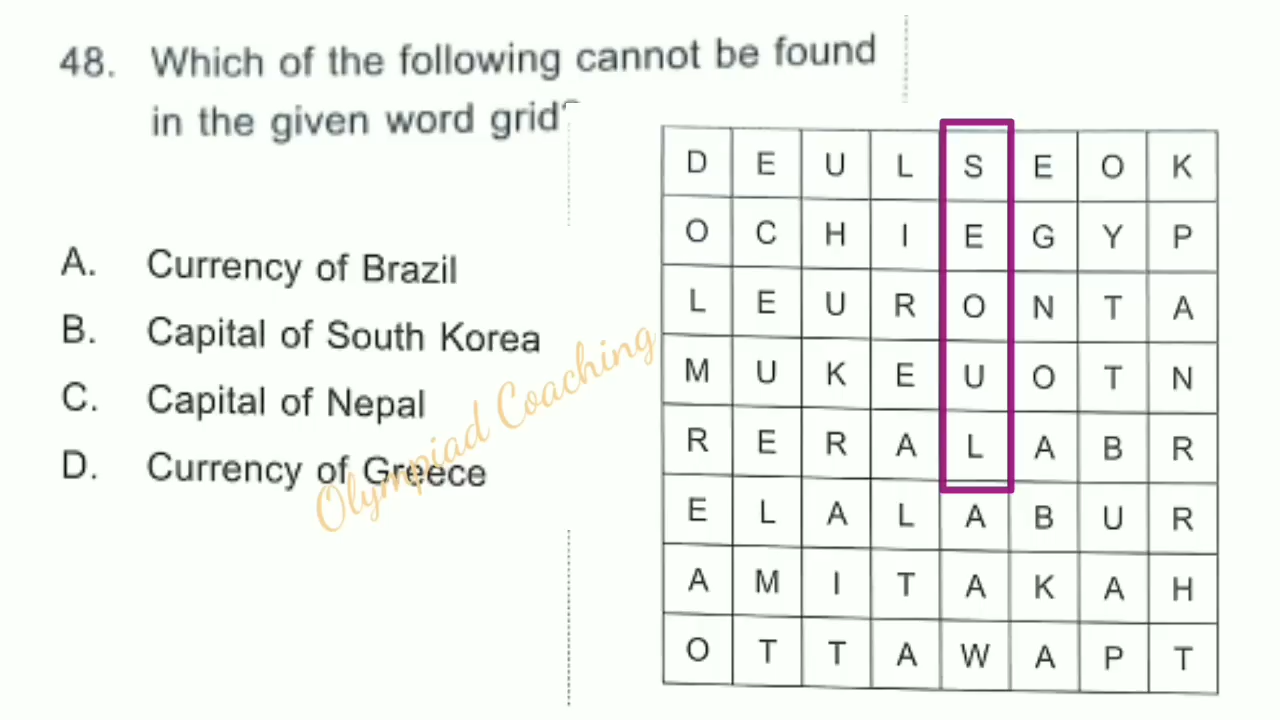 48. Which of the following cannot be found
in the given word grid?
A. Currency of Brazil
B. Capital of South Korea
C. Capital of Nepal
D. Currency of Greece
Olympiad Coaching
D E U L S E O K
O C H I E G Y P
L E U R O N T A
M U K E U O T N
R E R A L A B R
E L A L A B U R
A M I T A K A H
O T T A W A P T